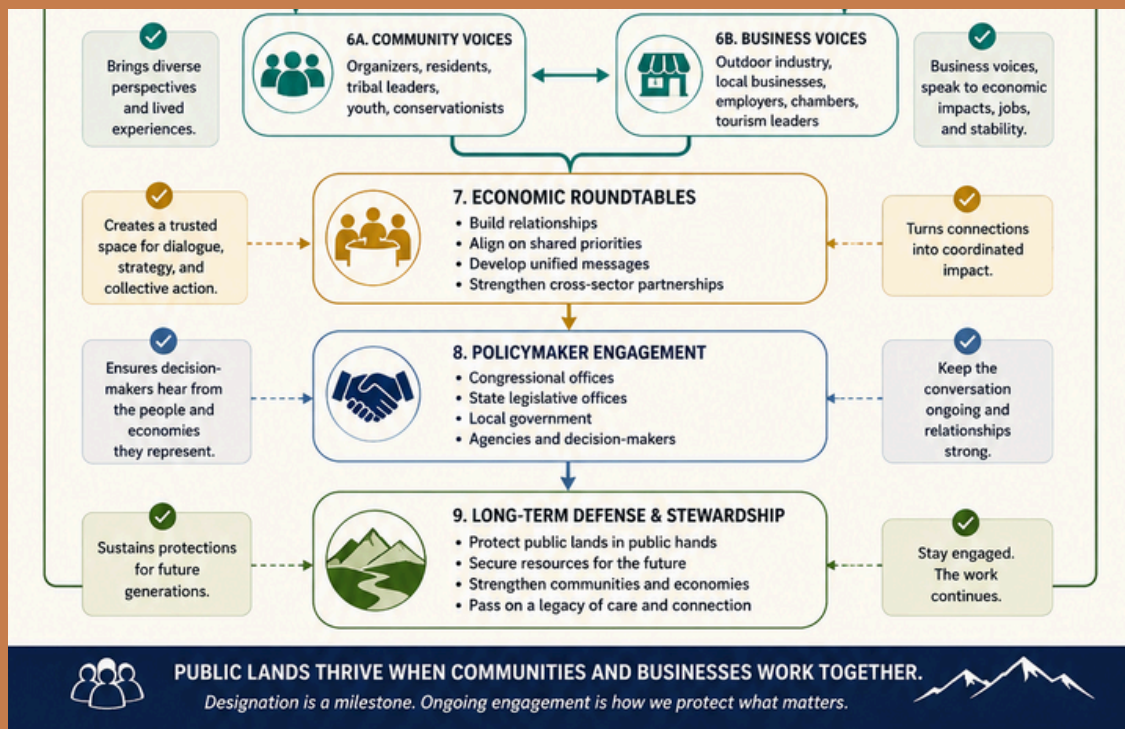 6A. COMMUNITY VOICES
Organizers, residents,
tribal leaders,
youth, conservationists
6B. BUSINESS VOICES
Outdoor industry,
local businesses,
employers, chambers,
tourism leaders
Brings diverse
perspectives
and lived
experiences.
Business voices,
speak to economic
impacts, jobs,
and stability.
7. ECONOMIC ROUNDTABLES
• Build relationships
• Align on shared priorities
• Develop unified messages
• Strengthen cross-sector partnerships
Creates a trusted
space for dialogue,
strategy, and
collective action.
Turns connections
into coordinated
impact.
8. POLICYMAKER ENGAGEMENT
• Congressional offices
• State legislative offices
• Local government
• Agencies and decision-makers
Ensures decision-
makers hear from
the people and
economies
they represent.
Keep the
conversation
ongoing and
relationships
strong.
9. LONG-TERM DEFENSE & STEWARDSHIP
• Protect public lands in public hands
• Secure resources for the future
• Strengthen communities and economies
• Pass on a legacy of care and connection
Sustains protections
for future
generations.
Stay engaged.
The work
continues.
PUBLIC LANDS THRIVE WHEN COMMUNITIES AND BUSINESSES WORK TOGETHER.
Designation is a milestone. Ongoing engagement is how we protect what matters.